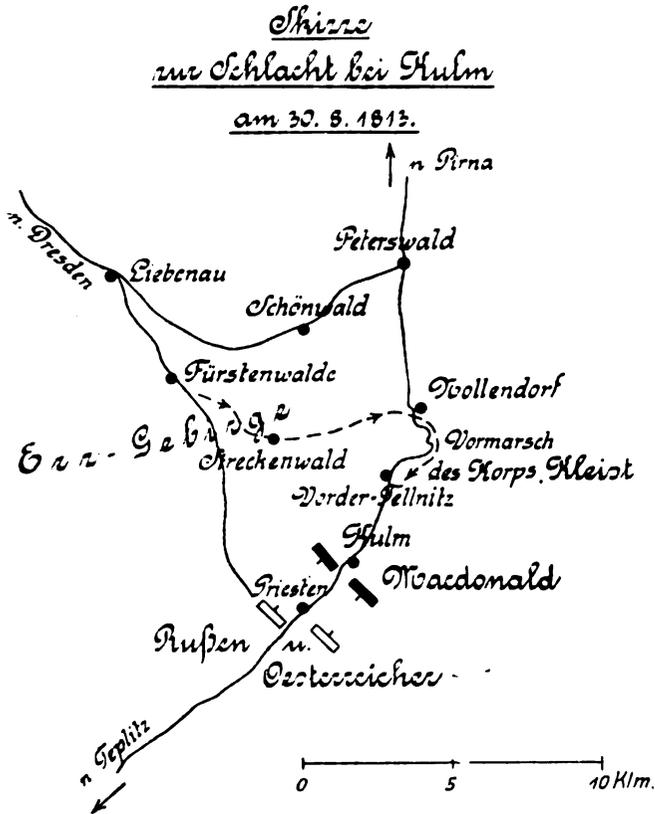 Skizze
zur Schlacht bei Kulm
am 30. 8. 1813.
n Pirna
n. Dresden
Peterswald
Liebenau
Schönwald
Fürstenwalde
Nollendorf
Erz-Gebirge
Streckenwald
Vormarsch
des Korps Kleist
Vorder-Tellnitz
Kulm
Macdonald
Priesten
Rußen u.
Oesterreicher
n Teplitz
0 5 10 Klm.